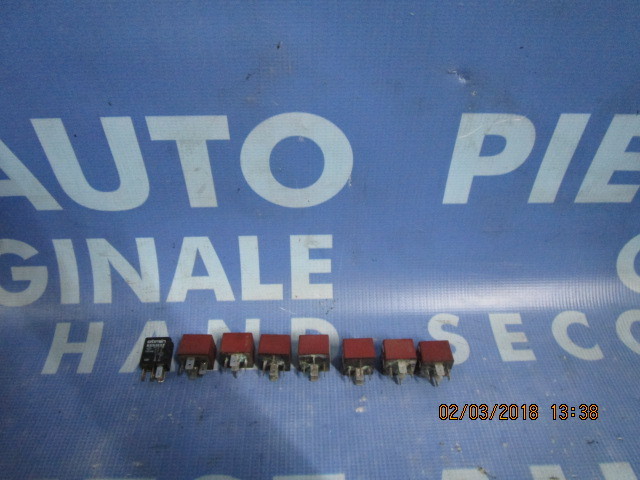 AUTO PIE
GINALE
HAND SECO
02/03/2018 13:38